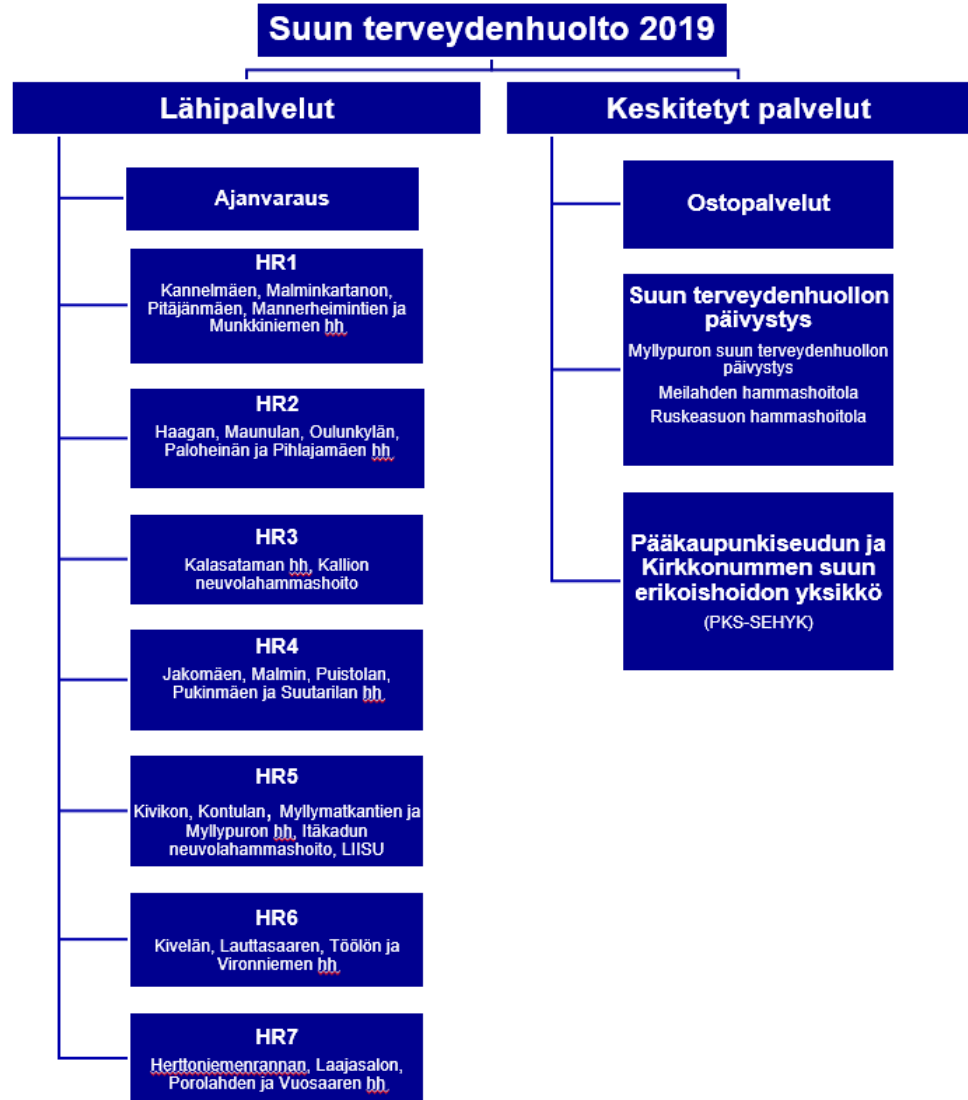 Suun terveydenhuolto 2019
Lähipalvelut
Ajanvaraus
HR1
Kannelmäen, Malminkartanon,
Pitäjänmäen, Mannerheimintien ja
Munkkiniemen hh
HR2
Haagan, Maunulan, Oulunkylän,
Paloheinän ja Pihlajamäen hh
HR3
Kalasataman hh, Kallion
neuvolahammashoito
HR4
Jakomäen, Malmin, Puistolan,
Pukinmäen ja Suutarilan hh
HR5
Kivikon, Kontulan, Myllymatkantien ja
Myllypuron hh, Itäkadun
neuvolahammashoito, LIISU
HR6
Kivelän, Lauttasaaren, Töölön ja
Vironniemen hh
HR7
Herttoniemenrannan, Laajasalon,
Porolahden ja Vuosaaren hh
Keskitetyt palvelut
Ostopalvelut
Suun terveydenhuollon
päivystys
Myllypuron suun terveydenhuollon
päivystys
Meilahden hammashoitola
Ruskeasuon hammashoitola
Pääkaupunkiseudun ja
Kirkkonummen suun
erikoishoidon yksikkö
(PKS-SEHYK)